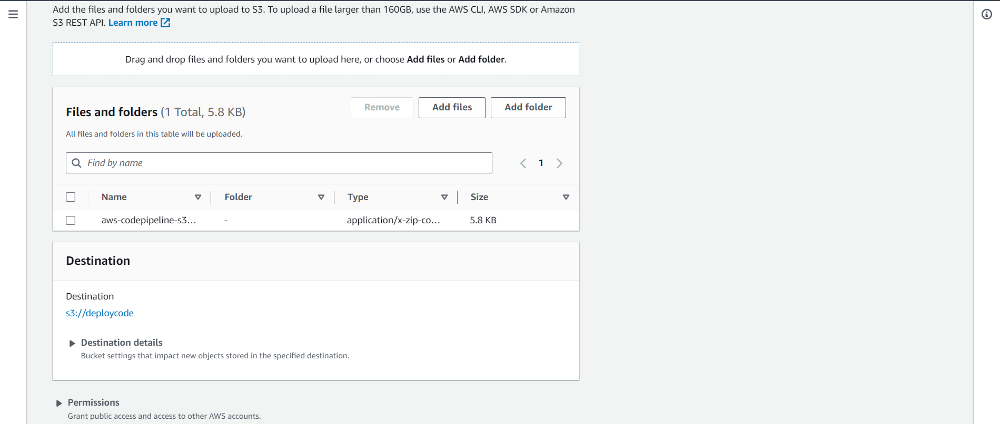 Add the files and folders you want to upload to S3. To upload a file larger than 160GB, use the AWS CLI, AWS SDK or Amazon
S3 REST API. Learn more
Drag and drop files and folders you want to upload here, or choose Add files or Add folder.
Files and folders (1 Total, 5.8 KB)
Remove
Add files
Add folder
All files and folders in this table will be uploaded.
Find by name
1
Name
Folder
Type
Size
aws-codepipeline-s3...
-
application/x-zip-co...
5.8 KB
Destination
Destination
s3://deploycode
Destination details
Bucket settings that impact new objects stored in the specified destination.
Permissions
Grant public access and access to other AWS accounts.